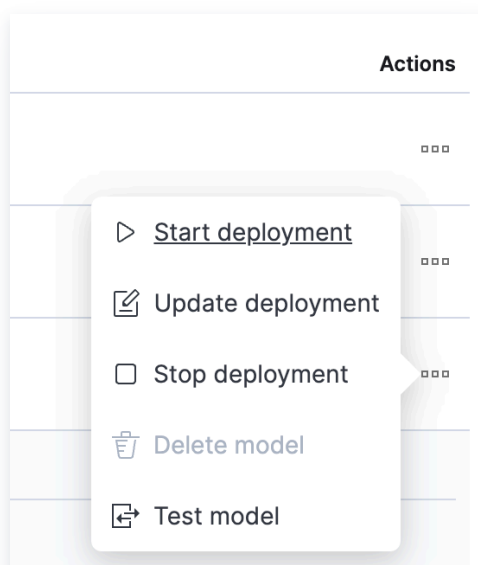 Actions
Start deployment
Update deployment
Stop deployment
Delete model
Test model